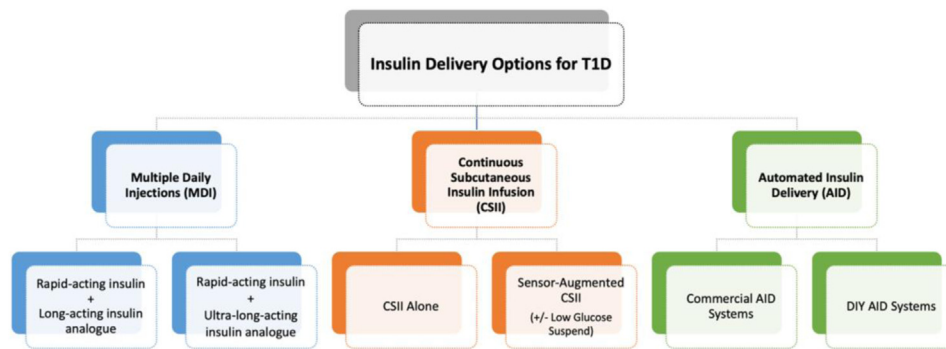 Insulin Delivery Options for T1D
Multiple Daily
Injections (MDI)
Continuous
Subcutaneous
Insulin Infusion
(CSII)
Automated Insulin
Delivery (AID)
Rapid-acting insulin
+
Long-acting insulin
analogue
Rapid-acting insulin
+
Ultra-long-acting
insulin analogue
CSII Alone
Sensor-Augmented
CSII
(+/- Low Glucose
Suspend)
Commercial AID
Systems
DIY AID Systems